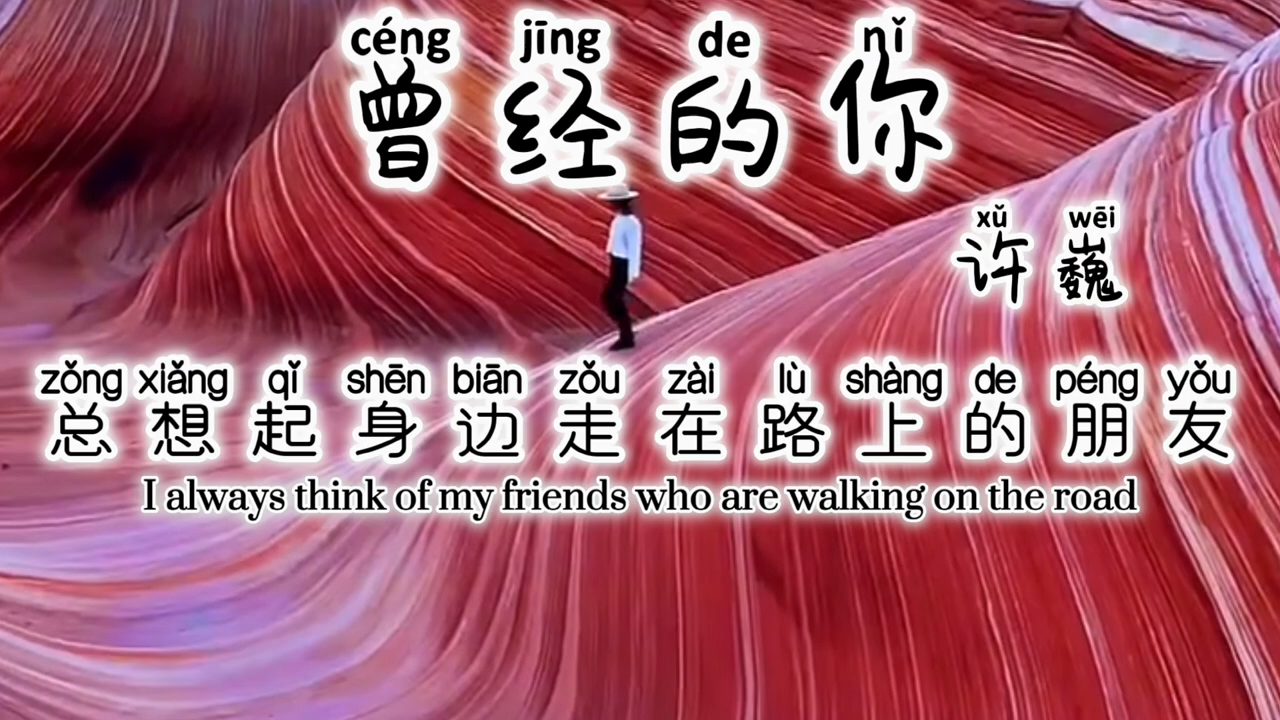 céng jīng de nǐ
曾经的你
xǔ wēi
许巍
zǒng xiǎng qǐ shēn biān zǒu zài lù shàng de péng yǒu
总想起身边走在路上的朋友
I always think of my friends who are walking on the road